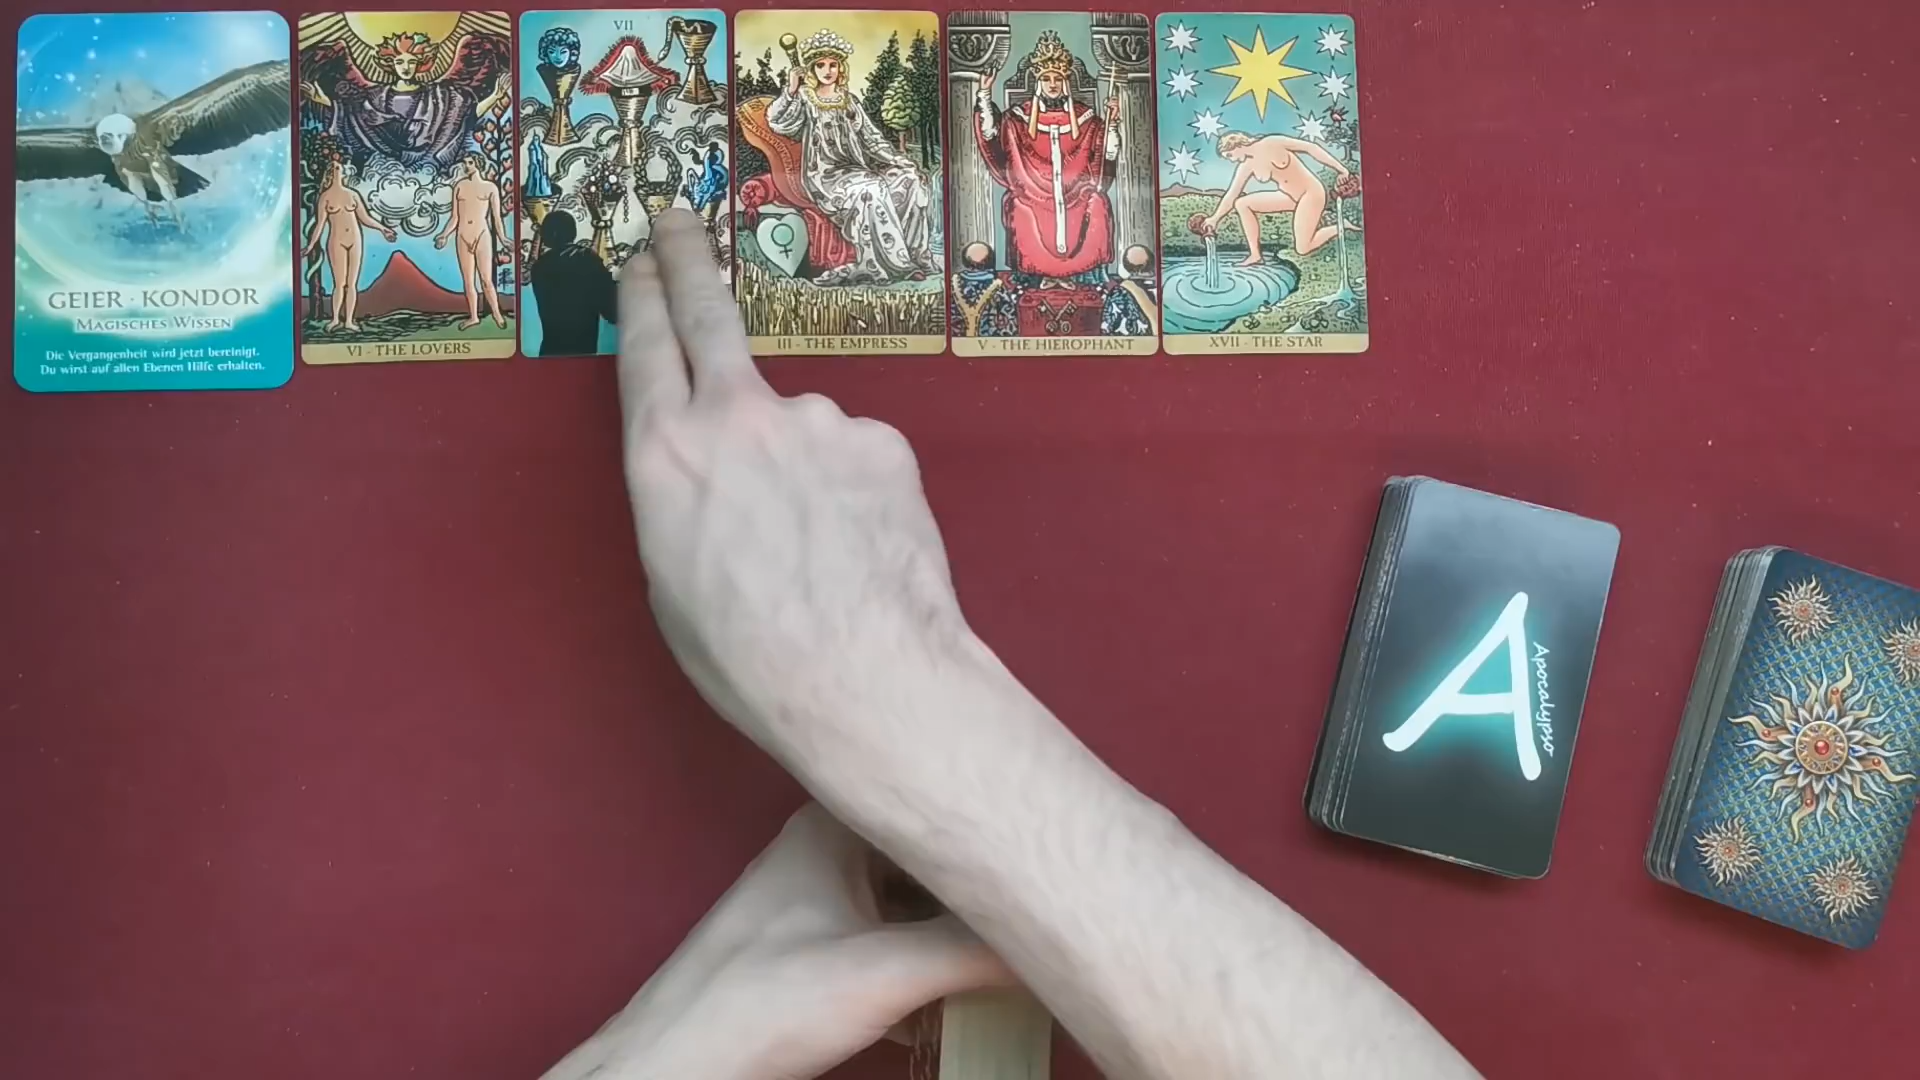 GEIER · KONDOR
MAGISCHES WISSEN
Die Vergangenheit wird jetzt bereinigt.
Du wirst auf allen Ebenen Hilfe erhalten.
VI - THE LOVERS
VII
III - THE EMPRESS
V - THE HIEROPHANT
XVII - THE STAR
A
Apocalypso